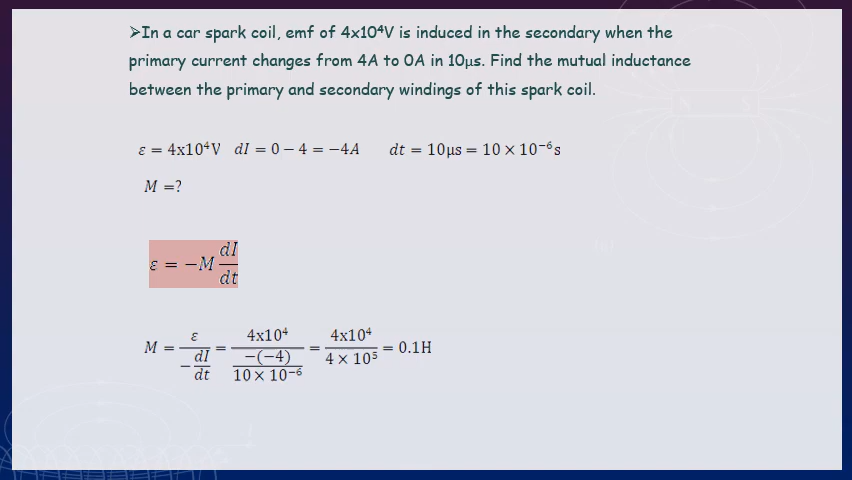 ➢In a car spark coil, emf of 4x10⁴V is induced in the secondary when the
primary current changes from 4A to 0A in 10μs. Find the mutual inductance
between the primary and secondary windings of this spark coil.
ε = 4x10⁴V dI = 0 − 4 = −4A dt = 10μs = 10 × 10⁻⁶s
M =?
ε = −M dI/dt
M = ε/(−dI/dt) = 4x10⁴/(−(−4)/(10 × 10⁻⁶)) = 4x10⁴/(4 × 10⁵) = 0.1H